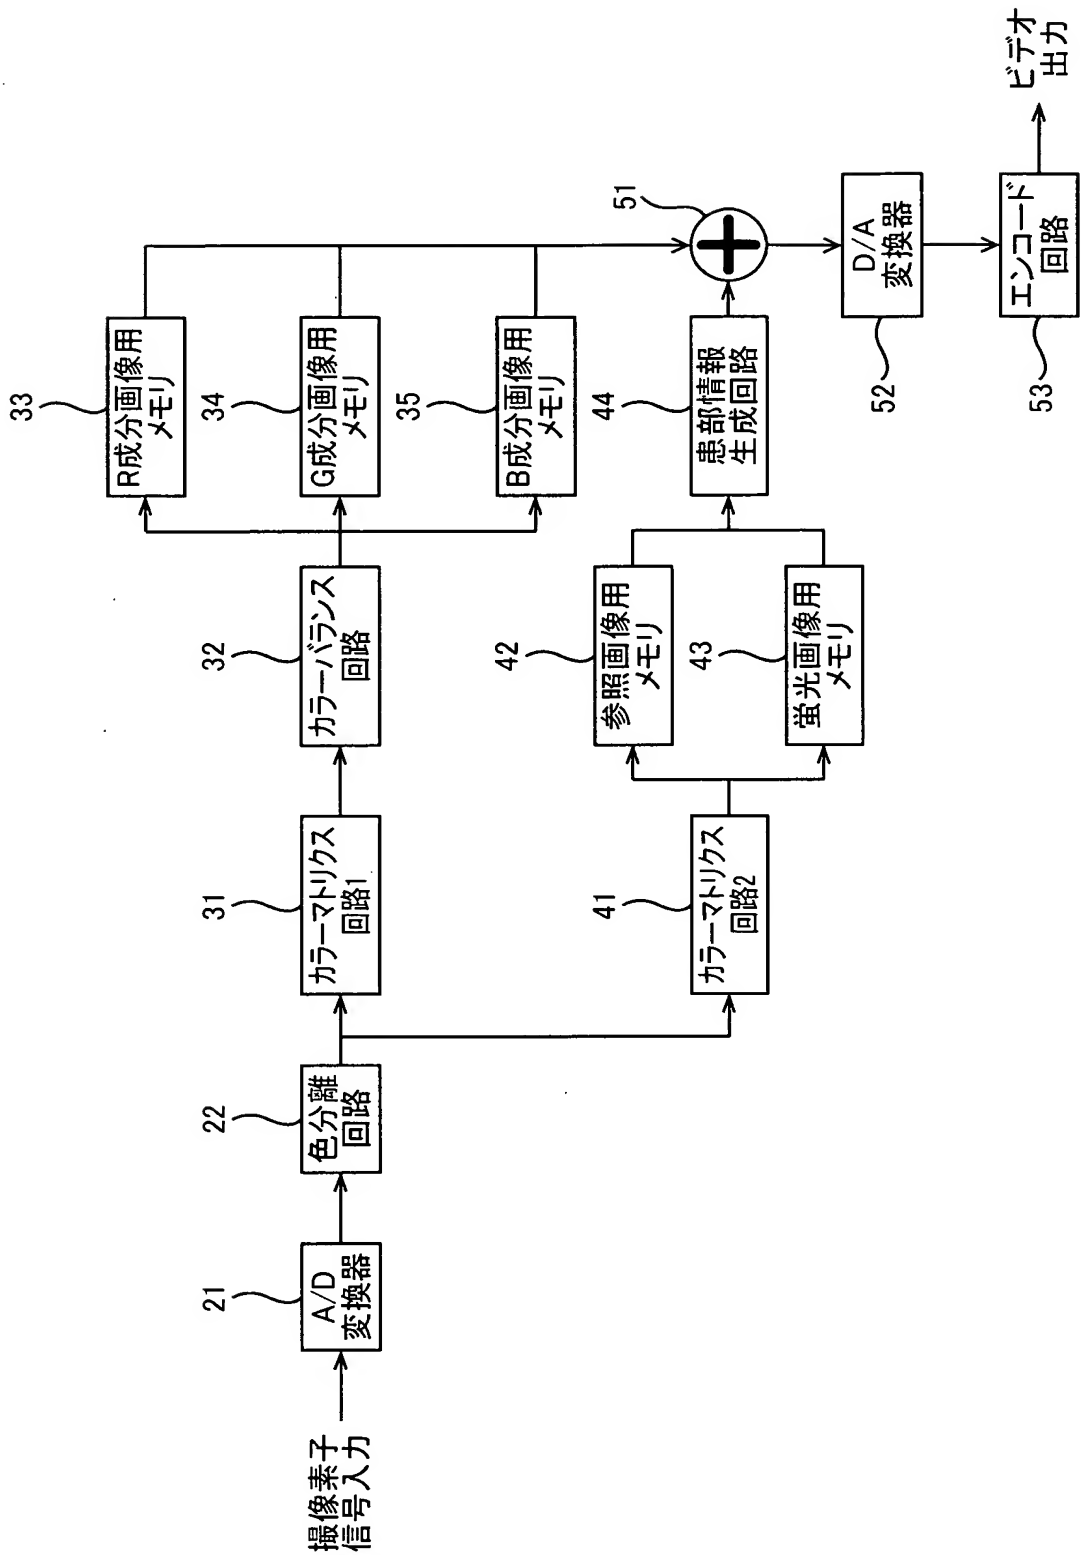 撮像素子
信号入力
21
A/D
変換器
22
色分離
回路
31
カラーマトリクス
回路1
32
カラーバランス
回路
33
R成分画像用
メモリ
34
G成分画像用
メモリ
35
B成分画像用
メモリ
41
カラーマトリクス
回路2
42
参照画像用
メモリ
43
蛍光画像用
メモリ
44
患部情報
生成回路
51
52
D/A
変換器
53
エンコード
回路
ビデオ
出力